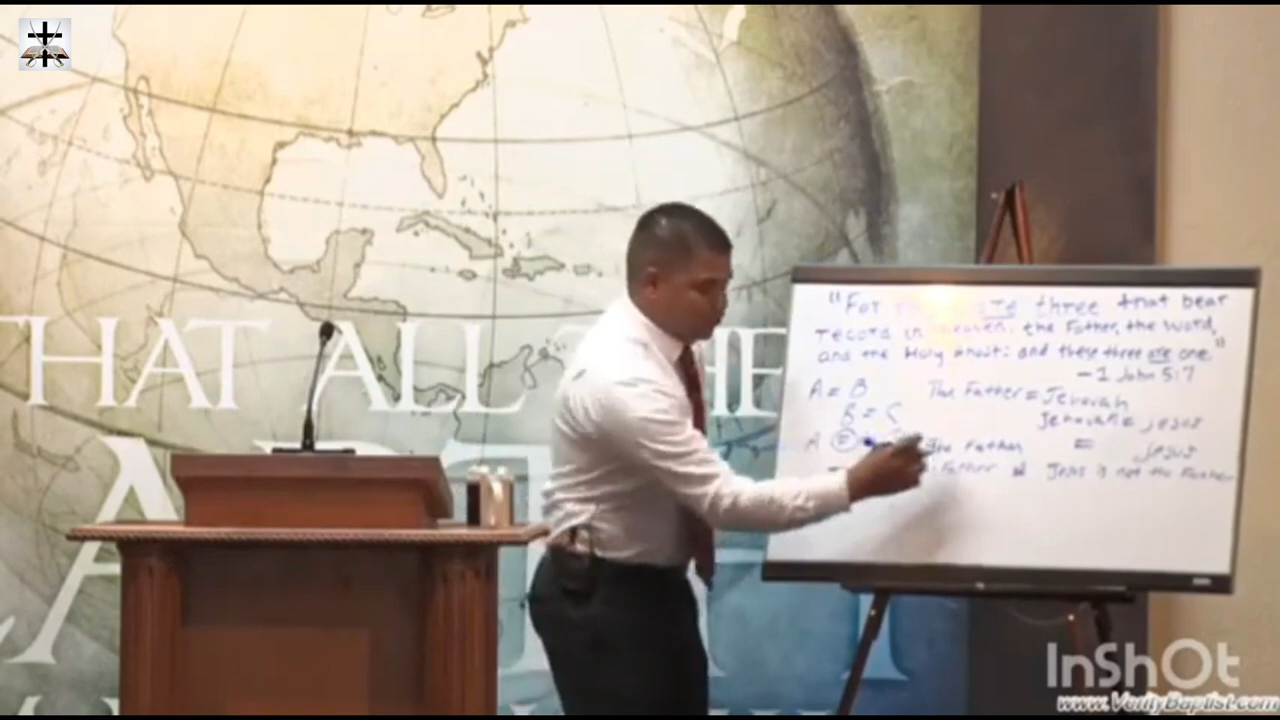 THAT ALL THE
"For three that bear
record in heaven, the Father, the Word,
and the Holy Ghost: and these three are one."
- 1 John 5:7
A = B The Father = Jehovah
B = C Jehovah = Jesus
A The Father = Jesus
Father Jesus is not the Father
InShOt
www.VerityBaptist.com